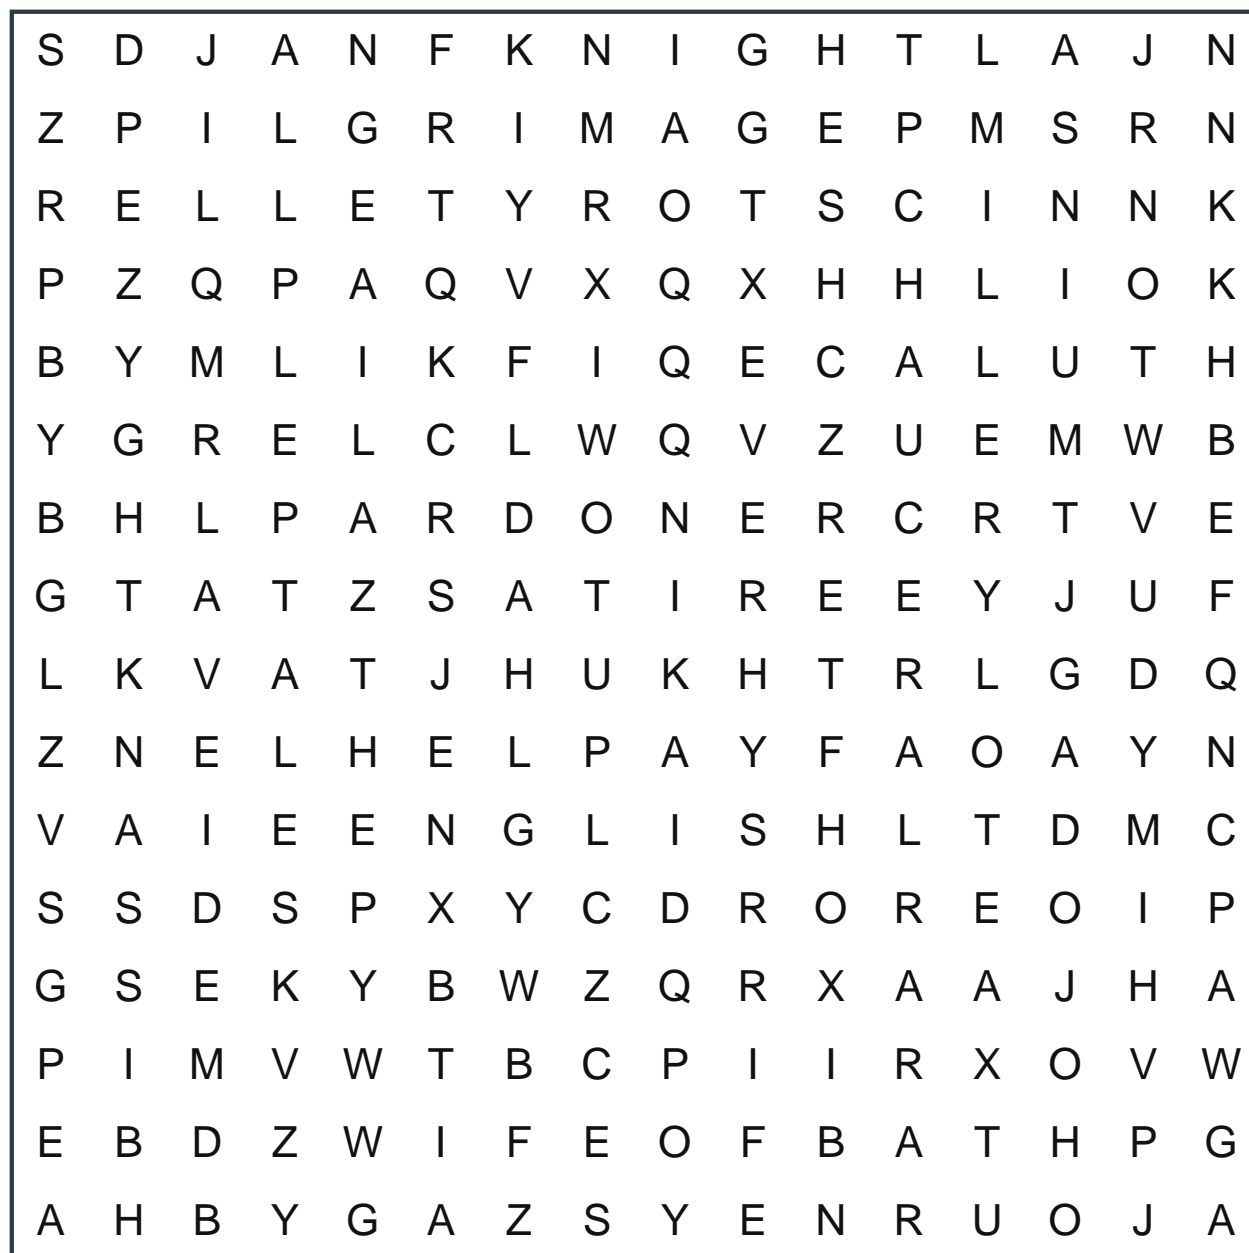 S D J A N F K N I G H T L A J N
Z P I L G R I M A G E P M S R N
R E L L E T Y R O T S C I N N K
P Z Q P A Q V X Q X H H L I O K
B Y M L I K F I Q E C A L U T H
Y G R E L C L W Q V Z U E M W B
B H L P A R D O N E R C R T V E
G T A T Z S A T I R E E Y J U F
L K V A T J H U K H T R L G D Q
Z N E L H E L P A Y F A O A Y N
V A I E E N G L I S H L T D M C
S S D S P X Y C D R O R E O I P
G S E K Y B W Z Q R X A A J H A
P I M V W T B C P I I R X O V W
E B D Z W I F E O F B A T H P G
A H B Y G A Z S Y E N R U O J A